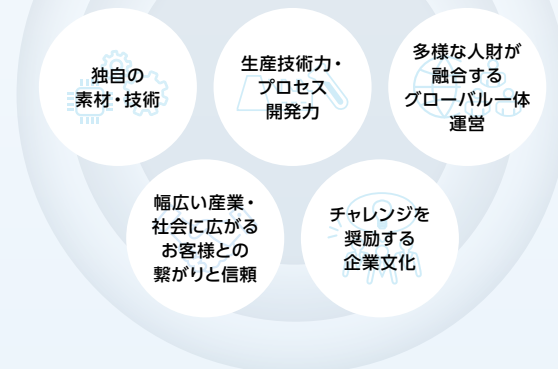 独自の
素材・技術
生産技術力・
プロセス
開発力
多様な人財が
融合する
グローバル一体
運営
幅広い産業・
社会に広がる
お客様との
繋がりと信頼
チャレンジを
奨励する
企業文化